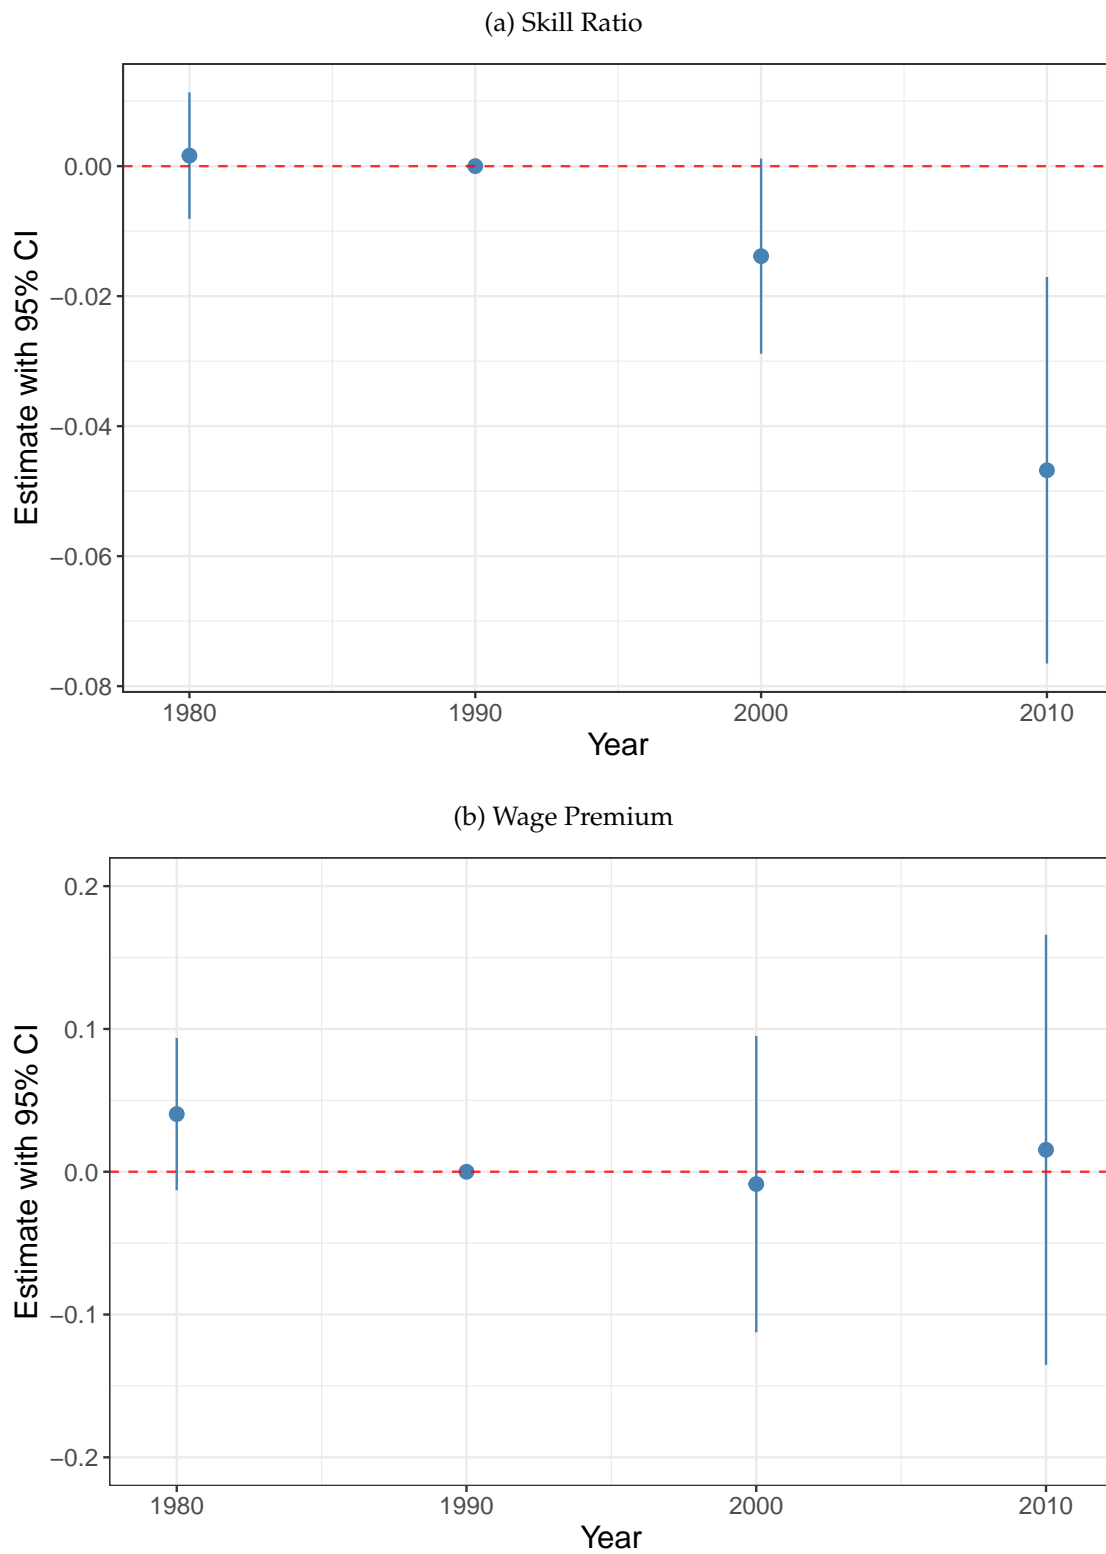 (a) Skill Ratio
Estimate with 95% CI
0.00
−0.02
−0.04
−0.06
−0.08
1980 1990 2000 2010
Year
(b) Wage Premium
Estimate with 95% CI
0.2
0.1
0.0
−0.1
−0.2
1980 1990 2000 2010
Year